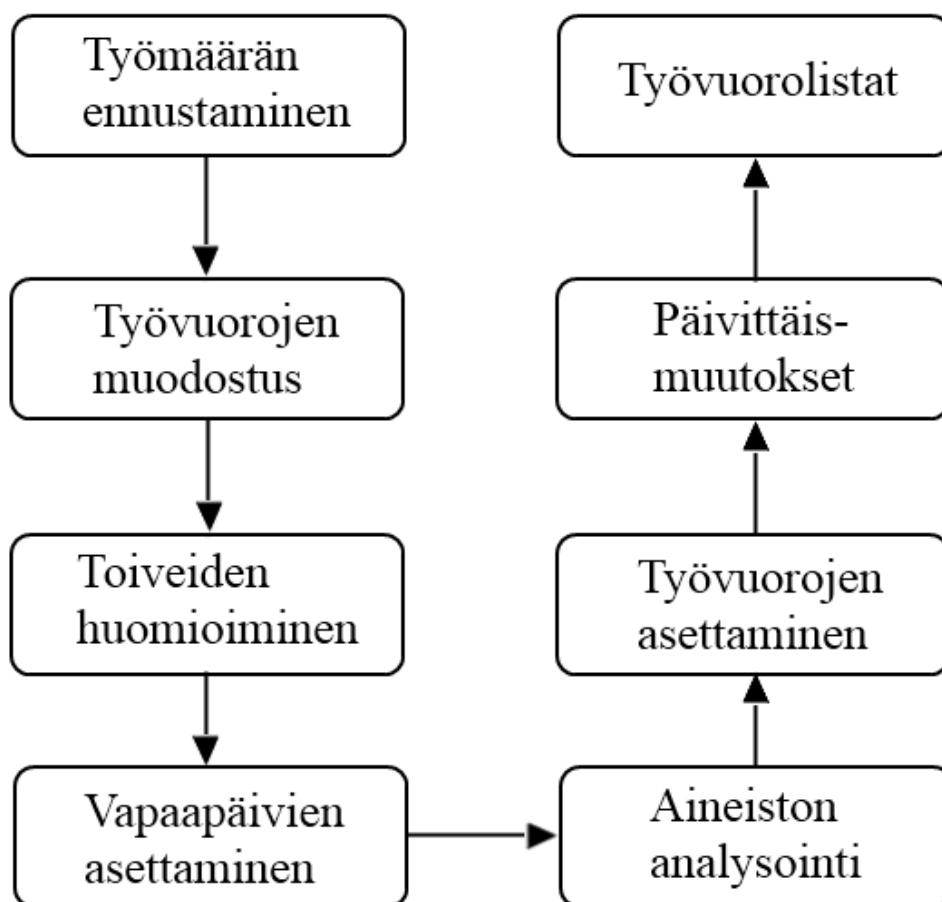 Työmäärän
ennustaminen
Työvuorojen
muodostus
Toiveiden
huomioiminen
Vapaapäivien
asettaminen
Aineiston
analysointi
Työvuorojen
asettaminen
Päivittäis-
muutokset
Työvuorolistat